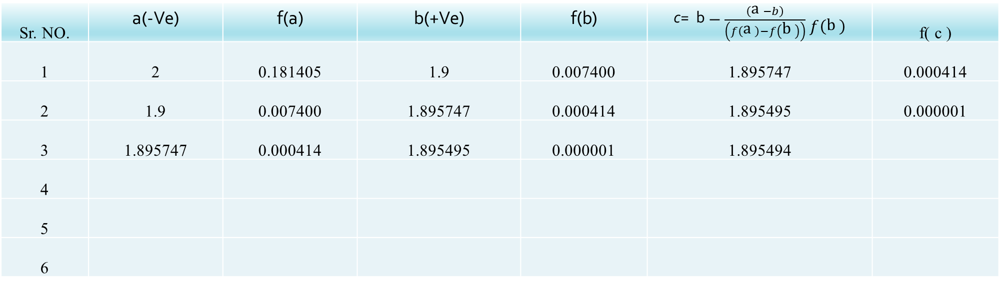 Sr. NO. a(-Ve) f(a) b(+Ve) f(b) c= b − (a −b)/(f(a)−f(b)) f(b) f( c )
1 2 0.181405 1.9 0.007400 1.895747 0.000414
2 1.9 0.007400 1.895747 0.000414 1.895495 0.000001
3 1.895747 0.000414 1.895495 0.000001 1.895494
4
5
6